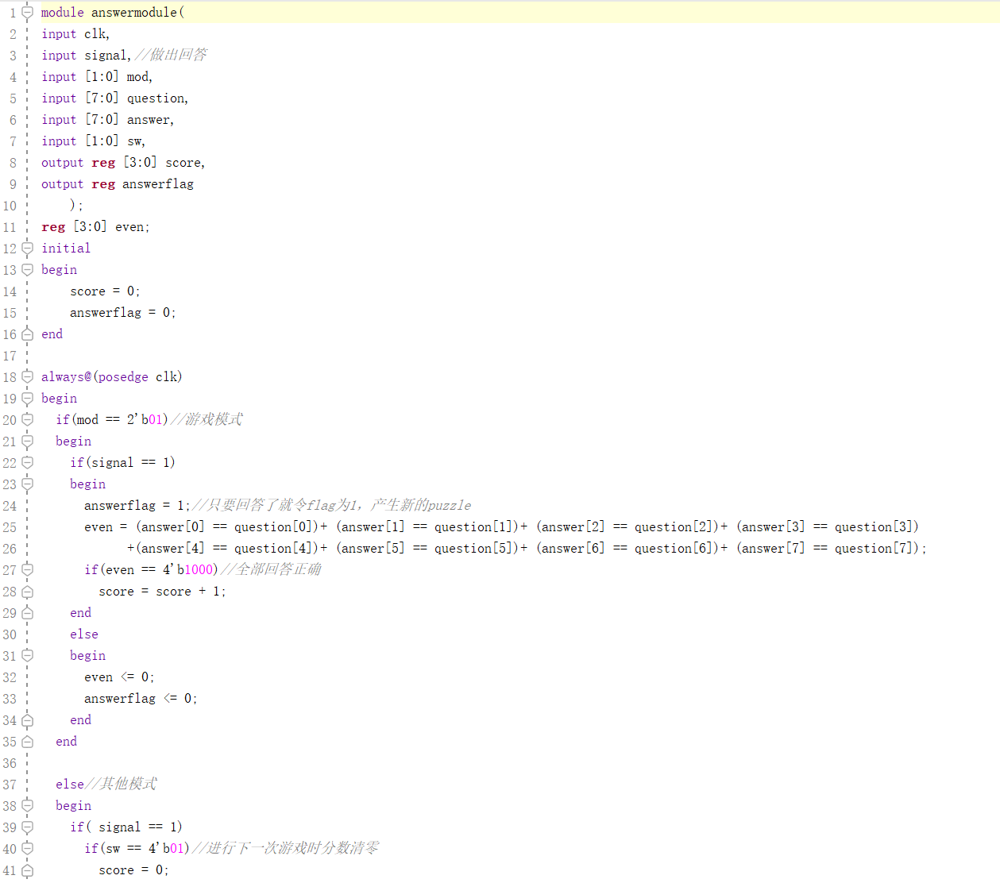 1 module answermodule(
2 input clk,
3 input signal,//做出回答
4 input [1:0] mod,
5 input [7:0] question,
6 input [7:0] answer,
7 input [1:0] sw,
8 output reg [3:0] score,
9 output reg answerflag
10     );
11 reg [3:0] even;
12 initial
13 begin
14     score = 0;
15     answerflag = 0;
16 end
17
18 always@(posedge clk)
19 begin
20   if(mod == 2'b01)//游戏模式
21   begin
22     if(signal == 1)
23     begin
24       answerflag = 1;//只要回答了就令flag为1，产生新的puzzle
25       even = (answer[0] == question[0])+ (answer[1] == question[1])+ (answer[2] == question[2])+ (answer[3] == question[3])
26             +(answer[4] == question[4])+ (answer[5] == question[5])+ (answer[6] == question[6])+ (answer[7] == question[7]);
27       if(even == 4'b1000)//全部回答正确
28         score = score + 1;
29     end
30     else
31     begin
32       even <= 0;
33       answerflag <= 0;
34     end
35   end
36
37   else//其他模式
38   begin
39     if( signal == 1)
40       if(sw == 4'b01)//进行下一次游戏时分数清零
41         score = 0;